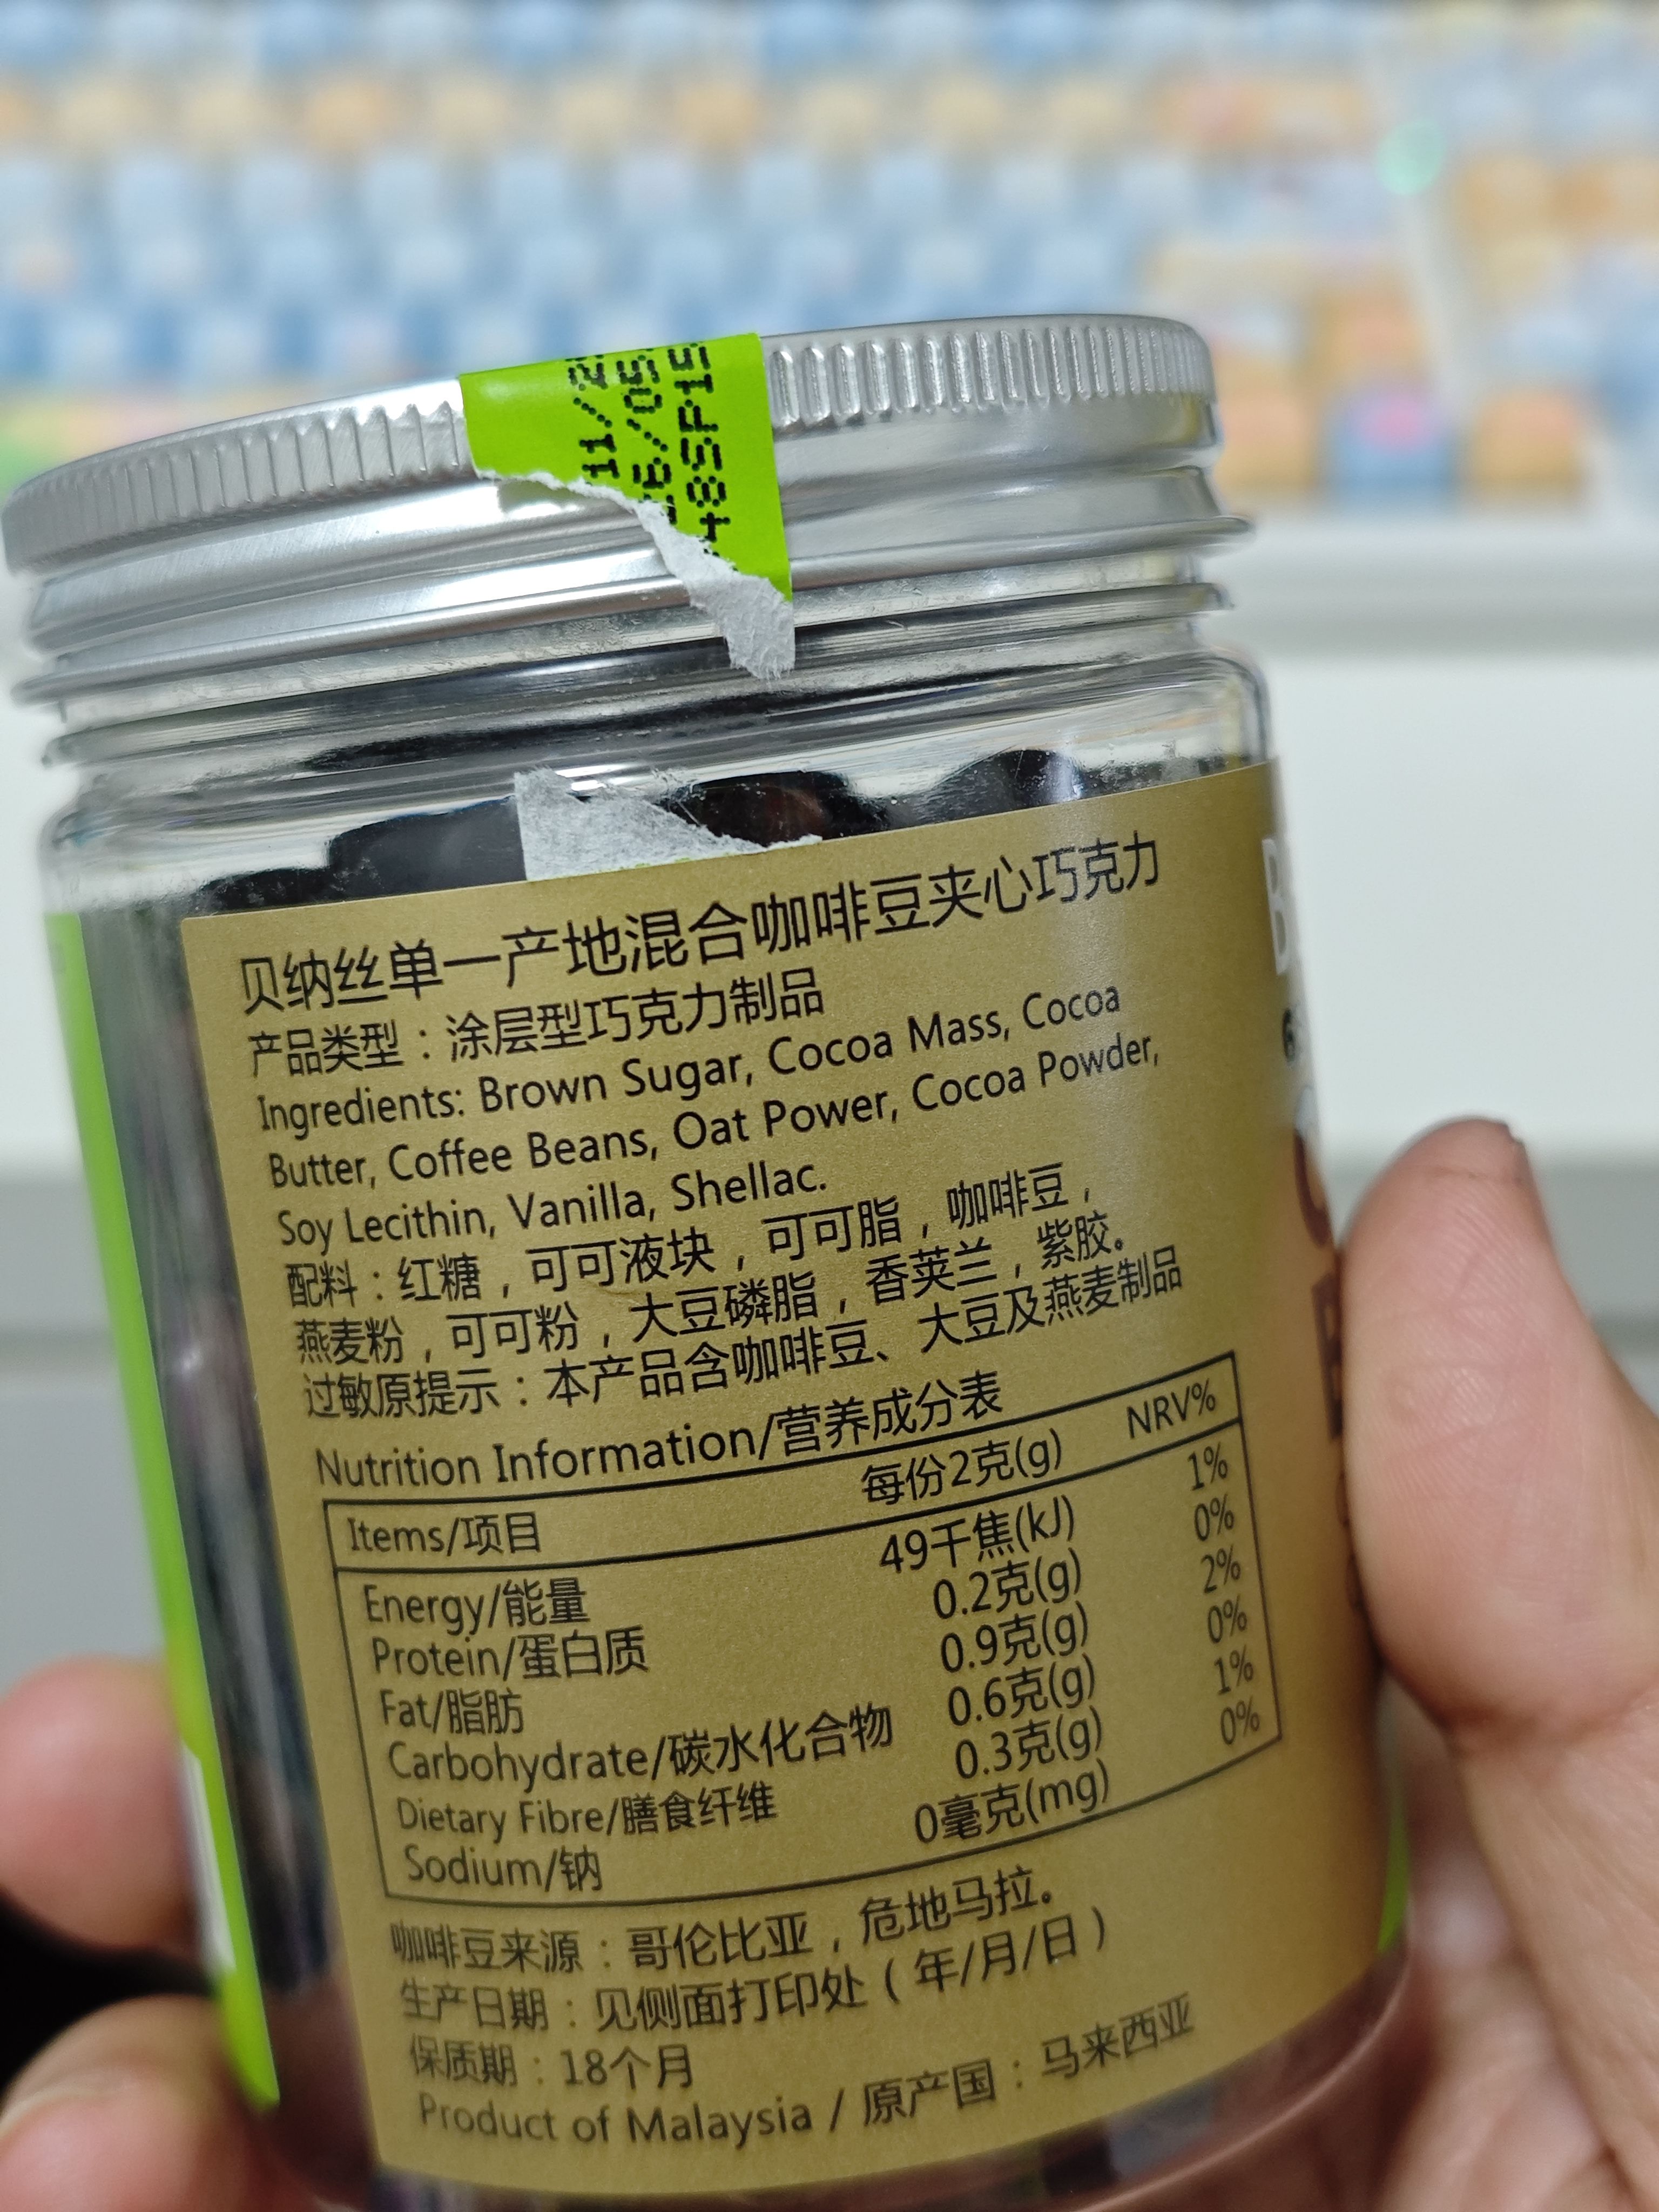 11/2
26/05
48SP15
贝纳丝单一产地混合咖啡豆夹心巧克力
产品类型：涂层型巧克力制品
Ingredients: Brown Sugar, Cocoa Mass, Cocoa
Butter, Coffee Beans, Oat Power, Cocoa Powder,
Soy Lecithin, Vanilla, Shellac.
配料：红糖，可可液块，可可脂，咖啡豆，
燕麦粉，可可粉，大豆磷脂，香荚兰，紫胶。
过敏原提示：本产品含咖啡豆、大豆及燕麦制品
Nutrition Information/营养成分表
Items/项目 每份2克(g) NRV%
Energy/能量 49千焦(kJ) 1%
Protein/蛋白质 0.2克(g) 0%
Fat/脂肪 0.9克(g) 2%
Carbohydrate/碳水化合物 0.6克(g) 0%
Dietary Fibre/膳食纤维 0.3克(g) 1%
Sodium/钠 0毫克(mg) 0%
咖啡豆来源：哥伦比亚，危地马拉。
生产日期：见侧面打印处（年/月/日）
保质期：18个月
Product of Malaysia / 原产国：马来西亚